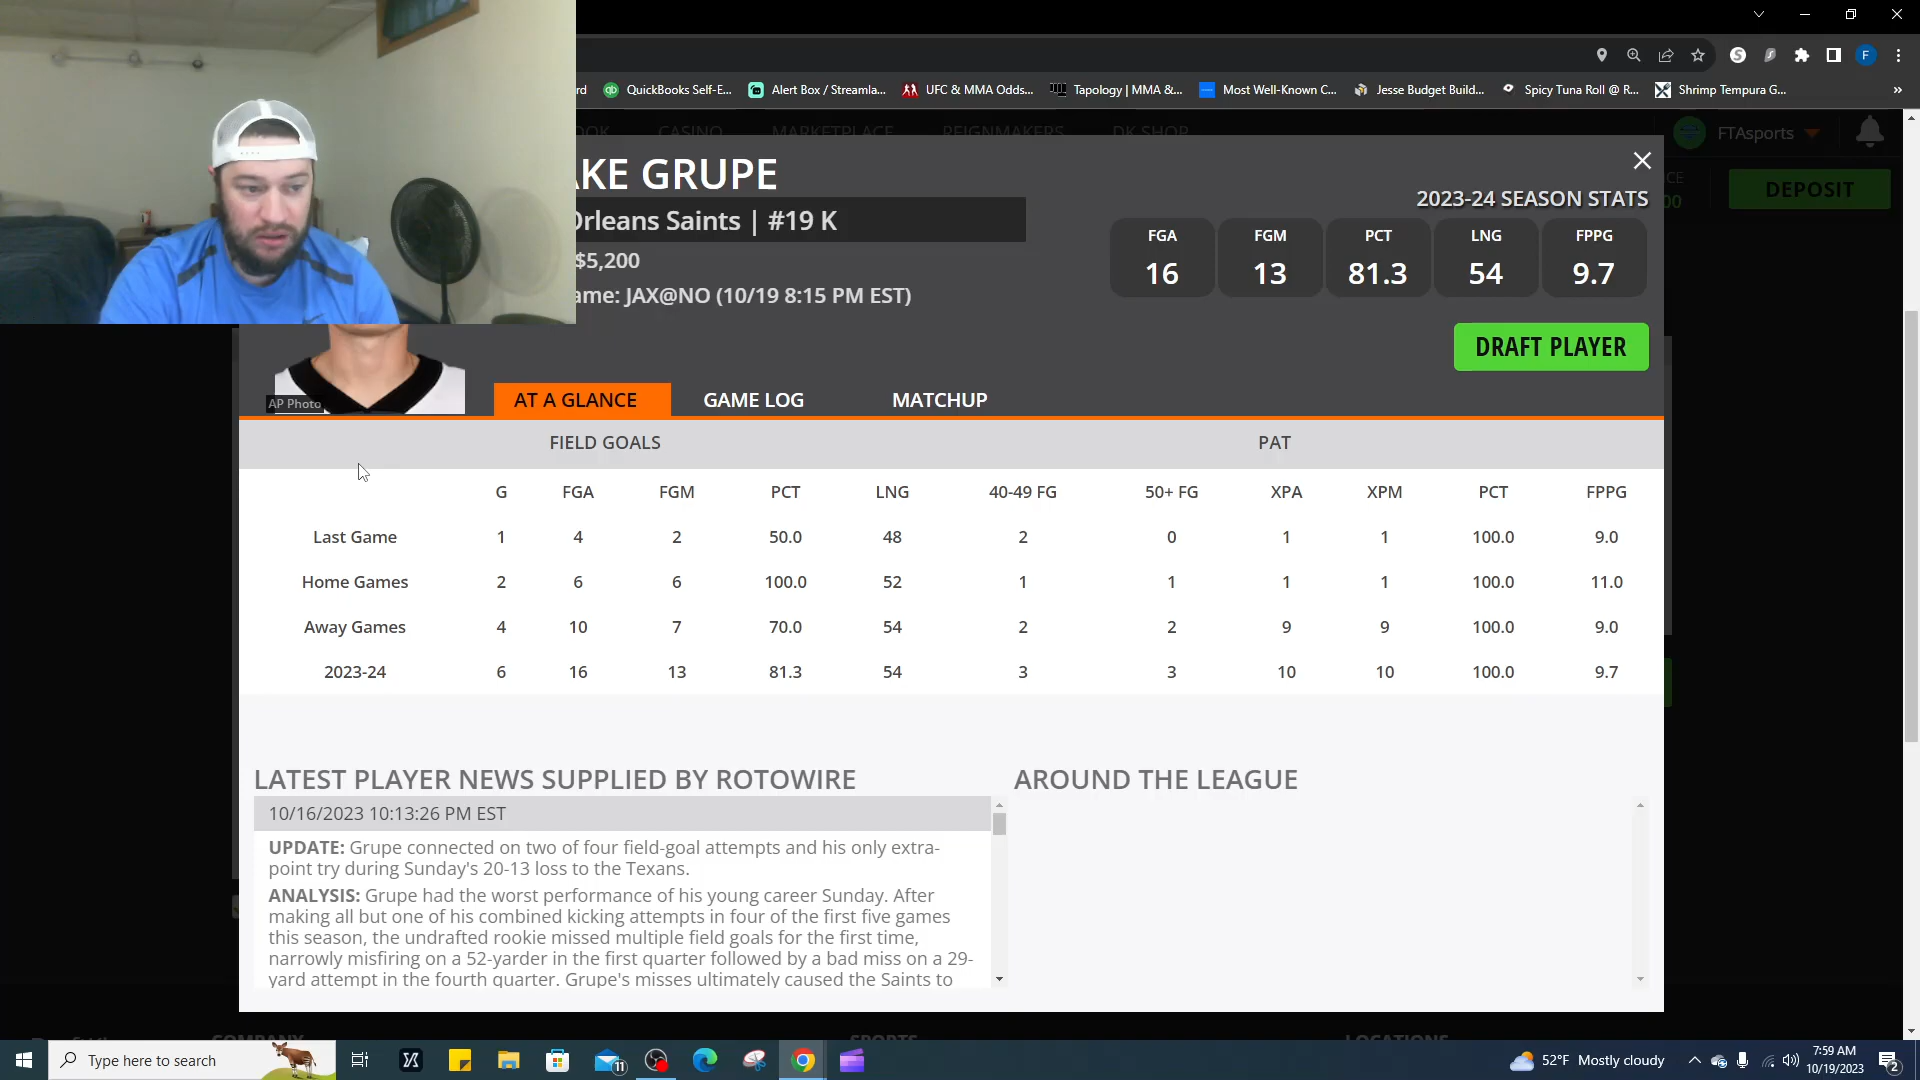 rd QuickBooks Self-E... Alert Box / Streamla... UFC & MMA Odds... Tapology | MMA &... Most Well-Known C... Jesse Budget Build... Spicy Tuna Roll @ R... Shrimp Tempura G... »
OOK CASINO MARKETPLACE REIGNMAKERS DK SHOP FTAsports
AKE GRUPE
Orleans Saints | #19 K
$5,200
ame: JAX@NO (10/19 8:15 PM EST)
2023-24 SEASON STATS
CE
00
DEPOSIT
FGA FGM PCT LNG FPPG
16 13 81.3 54 9.7
DRAFT PLAYER
AP Photo
AT A GLANCE GAME LOG MATCHUP
FIELD GOALS PAT
G FGA FGM PCT LNG 40-49 FG 50+ FG XPA XPM PCT FPPG
Last Game 1 4 2 50.0 48 2 0 1 1 100.0 9.0
Home Games 2 6 6 100.0 52 1 1 1 1 100.0 11.0
Away Games 4 10 7 70.0 54 2 2 9 9 100.0 9.0
2023-24 6 16 13 81.3 54 3 3 10 10 100.0 9.7
LATEST PLAYER NEWS SUPPLIED BY ROTOWIRE
10/16/2023 10:13:26 PM EST
UPDATE: Grupe connected on two of four field-goal attempts and his only extra-
point try during Sunday's 20-13 loss to the Texans.
ANALYSIS: Grupe had the worst performance of his young career Sunday. After
making all but one of his combined kicking attempts in four of the first five games
this season, the undrafted rookie missed multiple field goals for the first time,
narrowly misfiring on a 52-yarder in the first quarter followed by a bad miss on a 29-
yard attempt in the fourth quarter. Grupe's misses ultimately caused the Saints to
AROUND THE LEAGUE
COMPANY SPORTS LOCATIONS
Type here to search
11
52°F Mostly cloudy
7:59 AM
10/19/2023
2